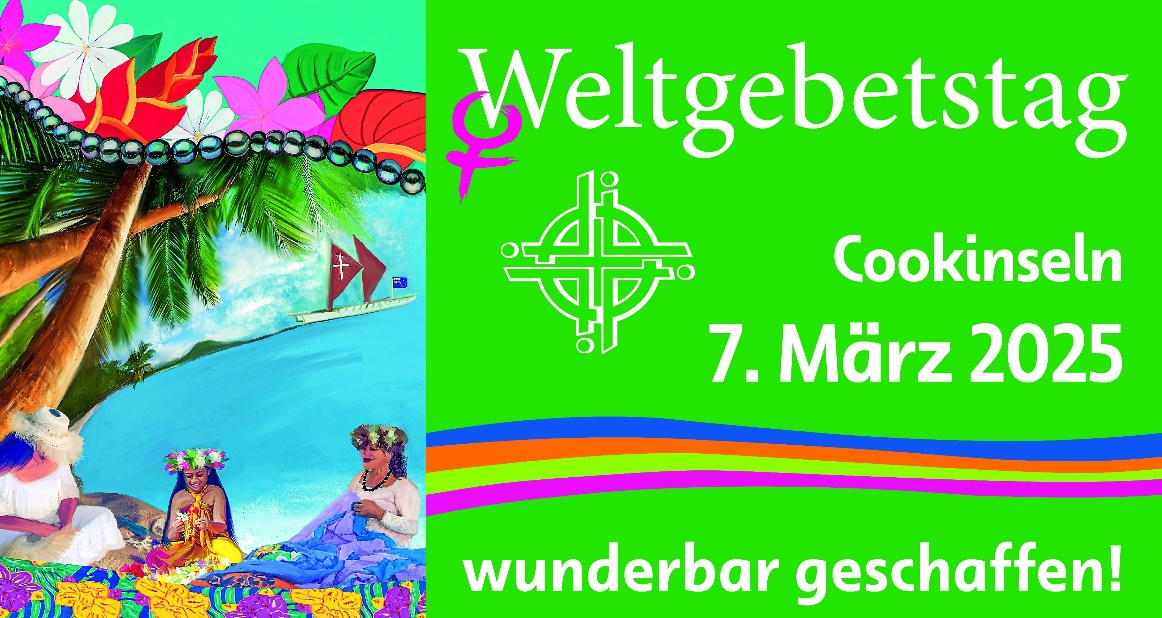 Weltgebetstag
Cookinseln
7. März 2025
wunderbar geschaffen!